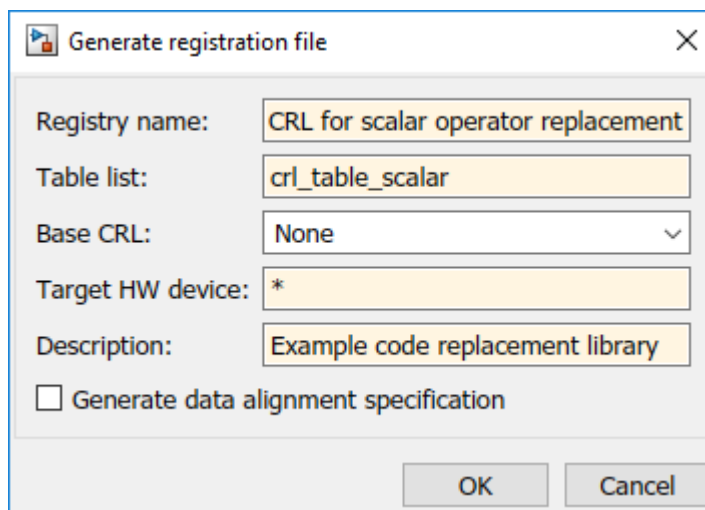 Generate registration file
Registry name: CRL for scalar operator replacement
Table list: crl_table_scalar
Base CRL: None
Target HW device: *
Description: Example code replacement library
Generate data alignment specification
OK Cancel